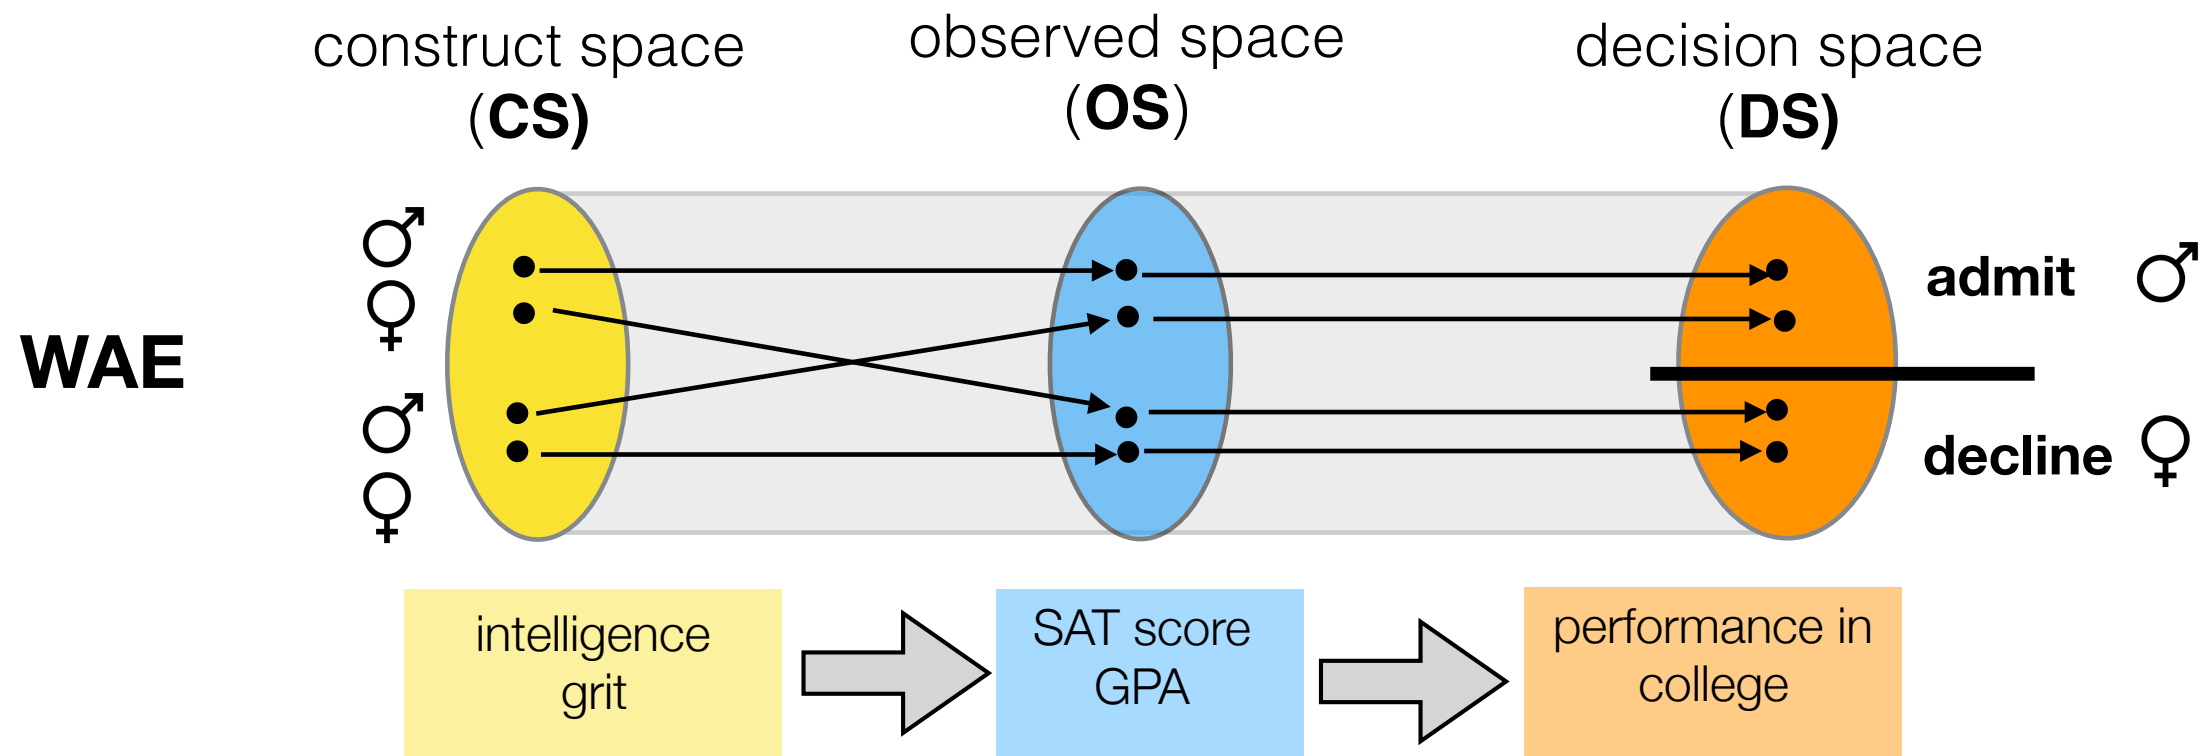 construct space
(CS)
observed space
(OS)
decision space
(DS)
WAE
admit
decline
intelligence
grit
SAT score
GPA
performance in
college